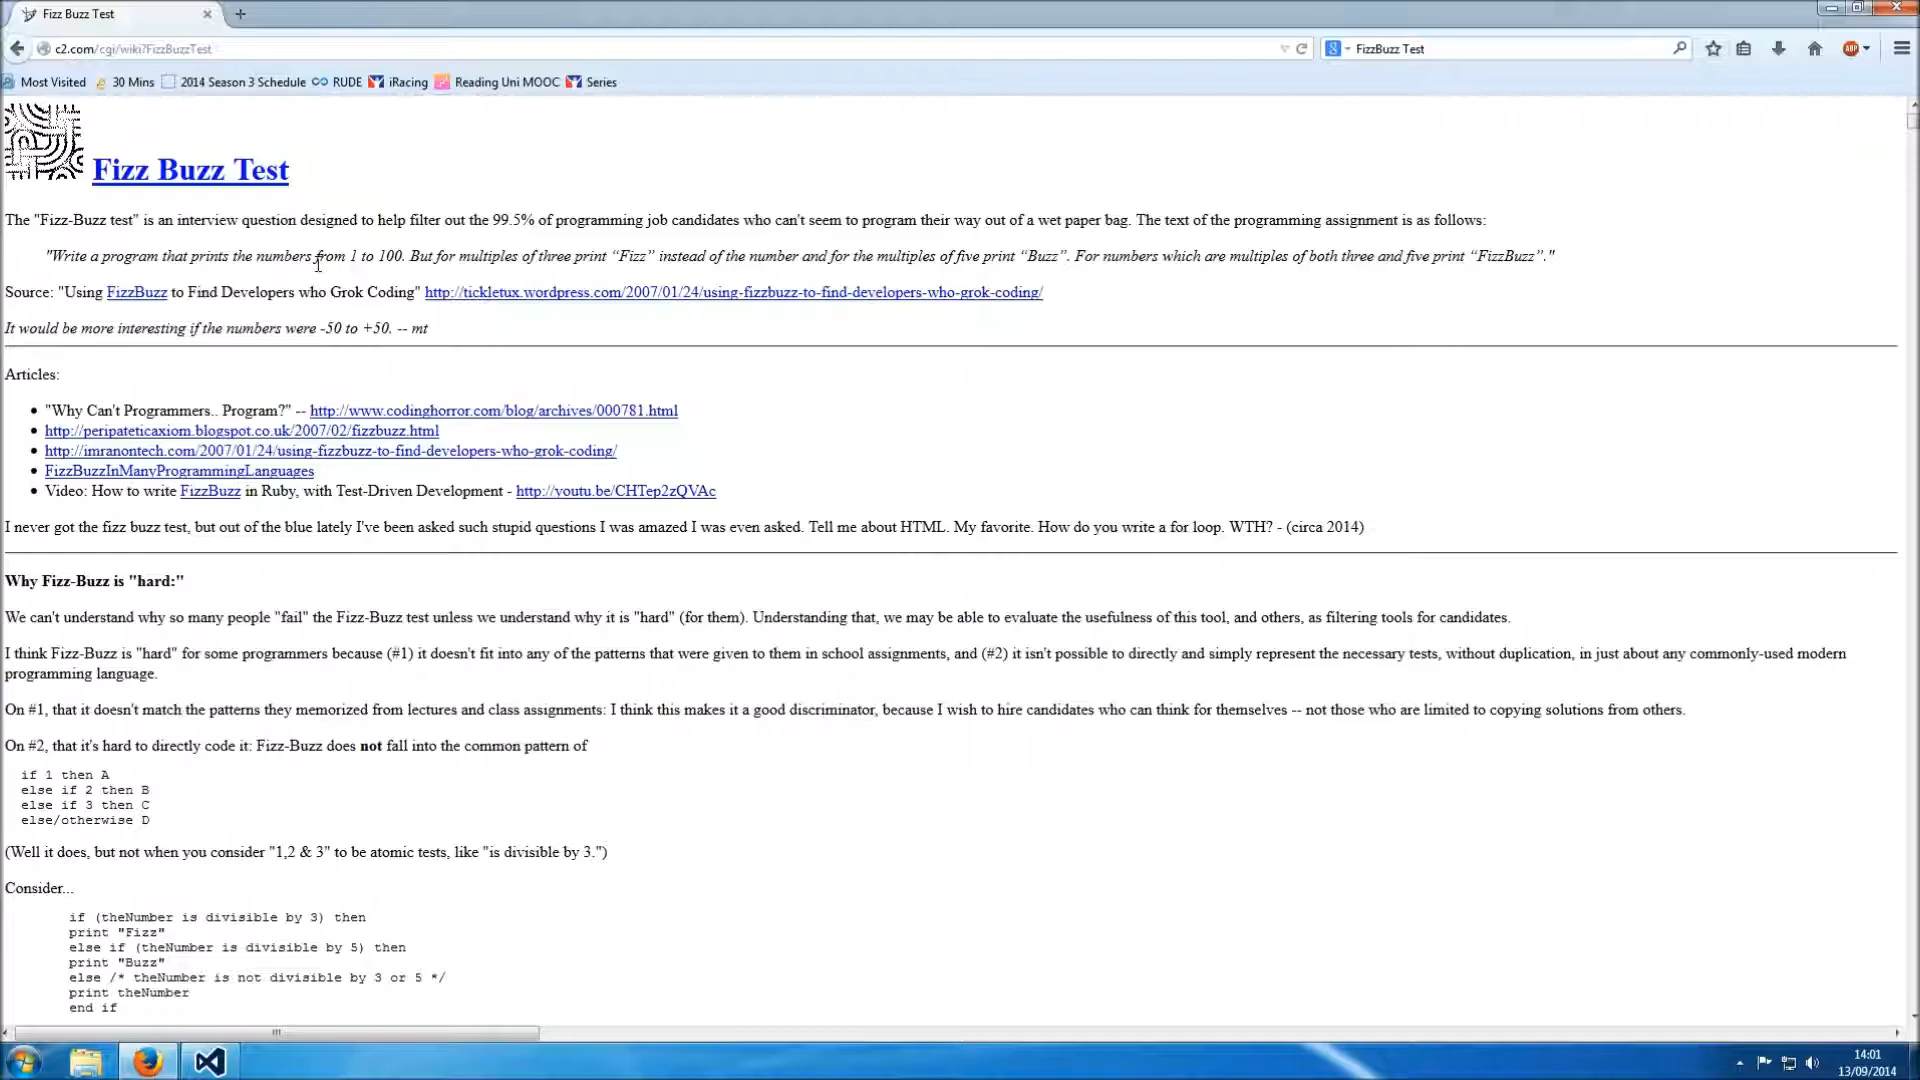 Fizz Buzz Test
c2.com/cgi/wiki?FizzBuzzTest
FizzBuzz Test
ABP
Most Visited 30 Mins 2014 Season 3 Schedule RUDE iRacing Reading Uni MOOC Series
Fizz Buzz Test
The "Fizz-Buzz test" is an interview question designed to help filter out the 99.5% of programming job candidates who can't seem to program their way out of a wet paper bag. The text of the programming assignment is as follows:
"Write a program that prints the numbers from 1 to 100. But for multiples of three print “Fizz” instead of the number and for the multiples of five print “Buzz”. For numbers which are multiples of both three and five print “FizzBuzz”."
Source: "Using FizzBuzz to Find Developers who Grok Coding" http://tickletux.wordpress.com/2007/01/24/using-fizzbuzz-to-find-developers-who-grok-coding/
It would be more interesting if the numbers were -50 to +50. -- mt
Articles:
"Why Can't Programmers.. Program?" -- http://www.codinghorror.com/blog/archives/000781.html
http://peripateticaxiom.blogspot.co.uk/2007/02/fizzbuzz.html
http://imranontech.com/2007/01/24/using-fizzbuzz-to-find-developers-who-grok-coding/
FizzBuzzInManyProgrammingLanguages
Video: How to write FizzBuzz in Ruby, with Test-Driven Development - http://youtu.be/CHTep2zQVAc
I never got the fizz buzz test, but out of the blue lately I've been asked such stupid questions I was amazed I was even asked. Tell me about HTML. My favorite. How do you write a for loop. WTH? - (circa 2014)
Why Fizz-Buzz is "hard:"
We can't understand why so many people "fail" the Fizz-Buzz test unless we understand why it is "hard" (for them). Understanding that, we may be able to evaluate the usefulness of this tool, and others, as filtering tools for candidates.
I think Fizz-Buzz is "hard" for some programmers because (#1) it doesn't fit into any of the patterns that were given to them in school assignments, and (#2) it isn't possible to directly and simply represent the necessary tests, without duplication, in just about any commonly-used modern
programming language.
On #1, that it doesn't match the patterns they memorized from lectures and class assignments: I think this makes it a good discriminator, because I wish to hire candidates who can think for themselves -- not those who are limited to copying solutions from others.
On #2, that it's hard to directly code it: Fizz-Buzz does not fall into the common pattern of
if 1 then A
else if 2 then B
else if 3 then C
else/otherwise D
(Well it does, but not when you consider "1,2 & 3" to be atomic tests, like "is divisible by 3.")
Consider...
if (theNumber is divisible by 3) then
print "Fizz"
else if (theNumber is divisible by 5) then
print "Buzz"
else /* theNumber is not divisible by 3 or 5 */
print theNumber
end if
14:01
13/09/2014